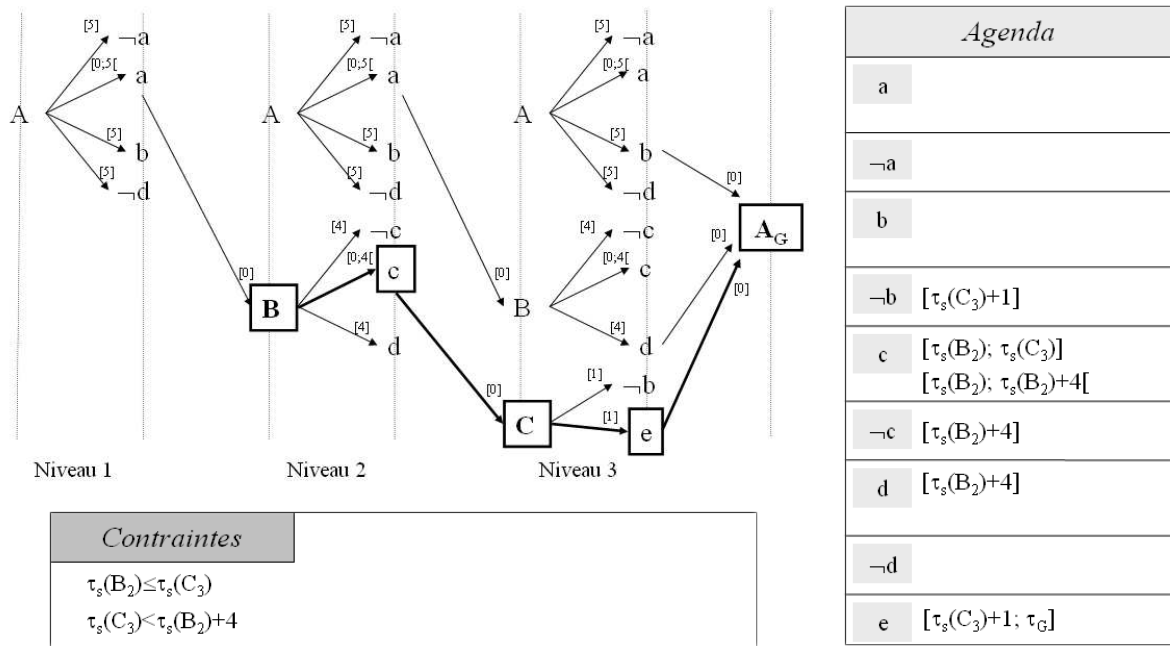 [5]
¬a
[0;5[
a
A
[5]
b
[5]
¬d
[5]
¬a
[0;5[
a
A
[5]
b
[5]
¬d
[0]
B
[4]
¬c
[0;4[
c
[4]
d
[5]
¬a
[0;5[
a
A
[5]
b
[5]
¬d
[0]
B
[4]
¬c
[0;4[
c
[4]
d
[0]
C
[1]
¬b
[1]
e
[0]
[0]
[0]
A_G
Niveau 1
Niveau 2
Niveau 3
Contraintes
τs(B2)≤τs(C3)
τs(C3)<τs(B2)+4
Agenda
a
¬a
b
¬b [τs(C3)+1]
c [τs(B2); τs(C3)]
[τs(B2); τs(B2)+4[
¬c [τs(B2)+4]
d [τs(B2)+4]
¬d
e [τs(C3)+1; τG]